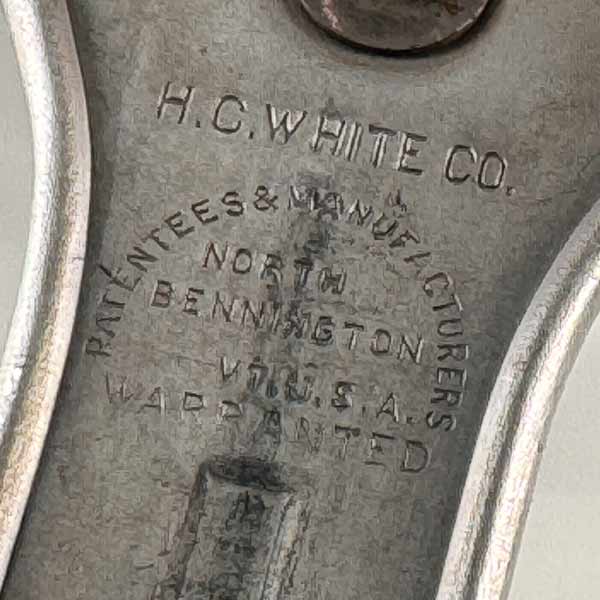 H.C. WHITE CO.
PATENTEES & MANUFACTURERS
NORTH
BENNINGTON
VT. U.S.A.
WARRANTED